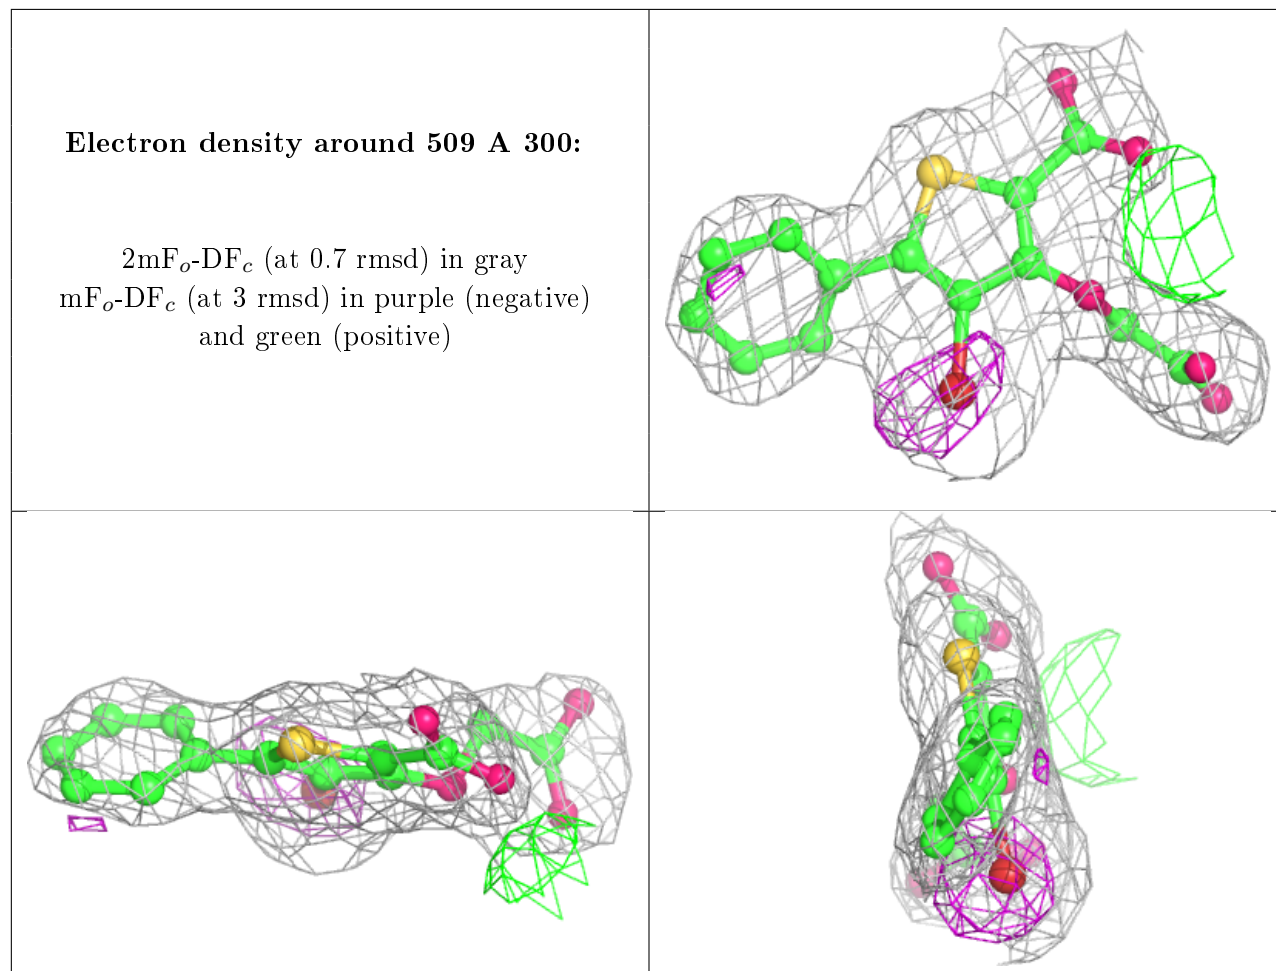 Electron density around 509 A 300:
2mFo-DFc (at 0.7 rmsd) in gray
mFo-DFc (at 3 rmsd) in purple (negative)
and green (positive)